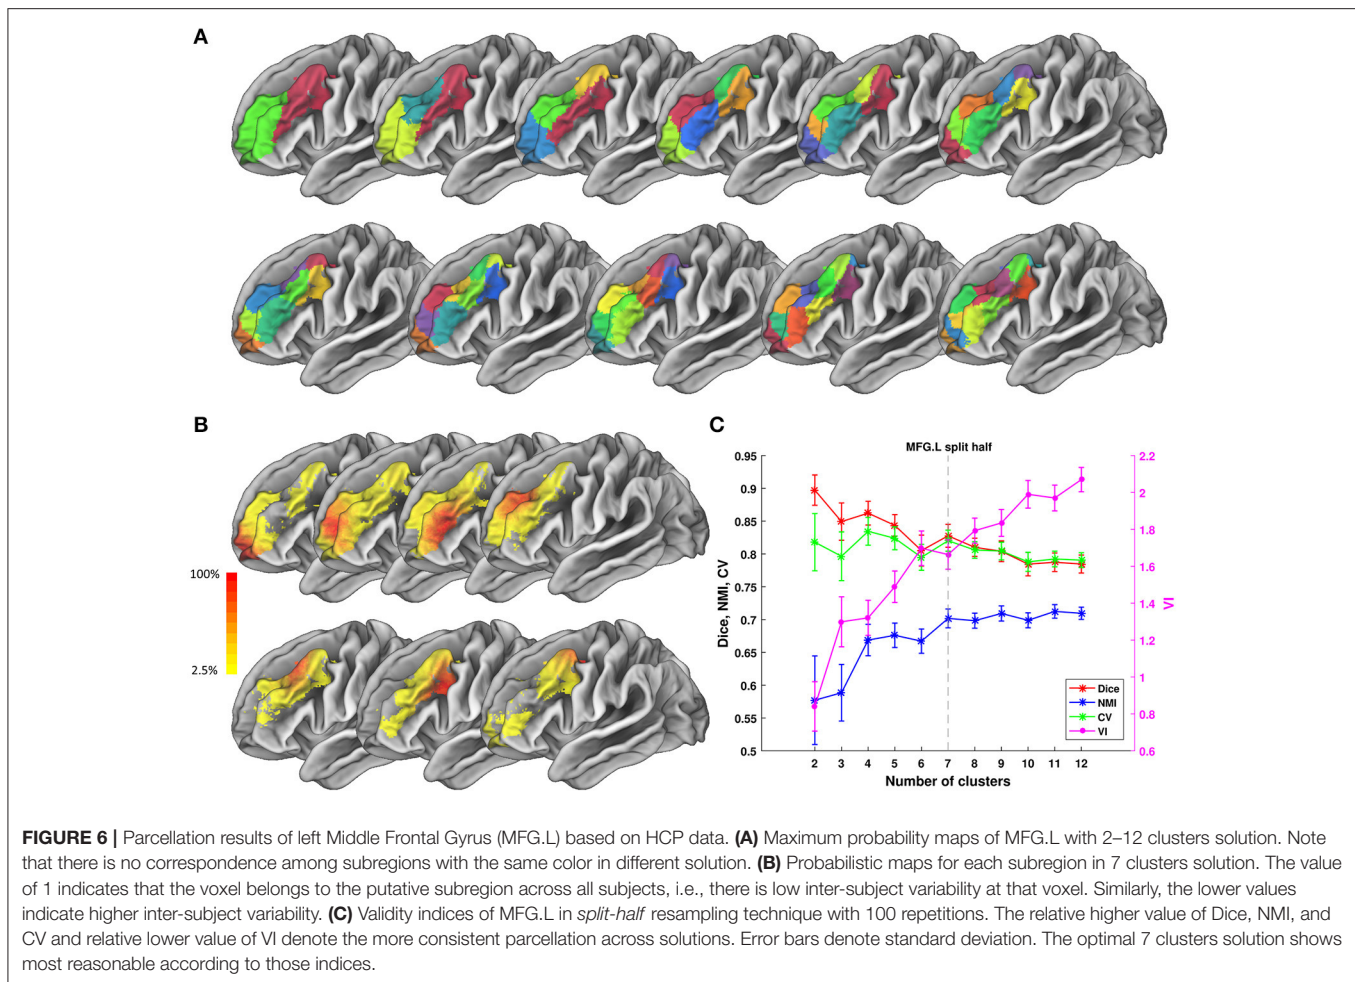 A
B
100%
2.5%
C
MFG.L split half
0.95
0.9
0.85
0.8
0.75
0.7
0.65
0.6
0.55
0.5
Dice, NMI, CV
2.2
2
1.8
1.6
1.4
1.2
1
0.8
0.6
VI
Dice
NMI
CV
VI
2 3 4 5 6 7 8 9 10 11 12
Number of clusters
FIGURE 6 | Parcellation results of left Middle Frontal Gyrus (MFG.L) based on HCP data. (A) Maximum probability maps of MFG.L with 2–12 clusters solution. Note
that there is no correspondence among subregions with the same color in different solution. (B) Probabilistic maps for each subregion in 7 clusters solution. The value
of 1 indicates that the voxel belongs to the putative subregion across all subjects, i.e., there is low inter-subject variability at that voxel. Similarly, the lower values
indicate higher inter-subject variability. (C) Validity indices of MFG.L in split-half resampling technique with 100 repetitions. The relative higher value of Dice, NMI, and
CV and relative lower value of VI denote the more consistent parcellation across solutions. Error bars denote standard deviation. The optimal 7 clusters solution shows
most reasonable according to those indices.